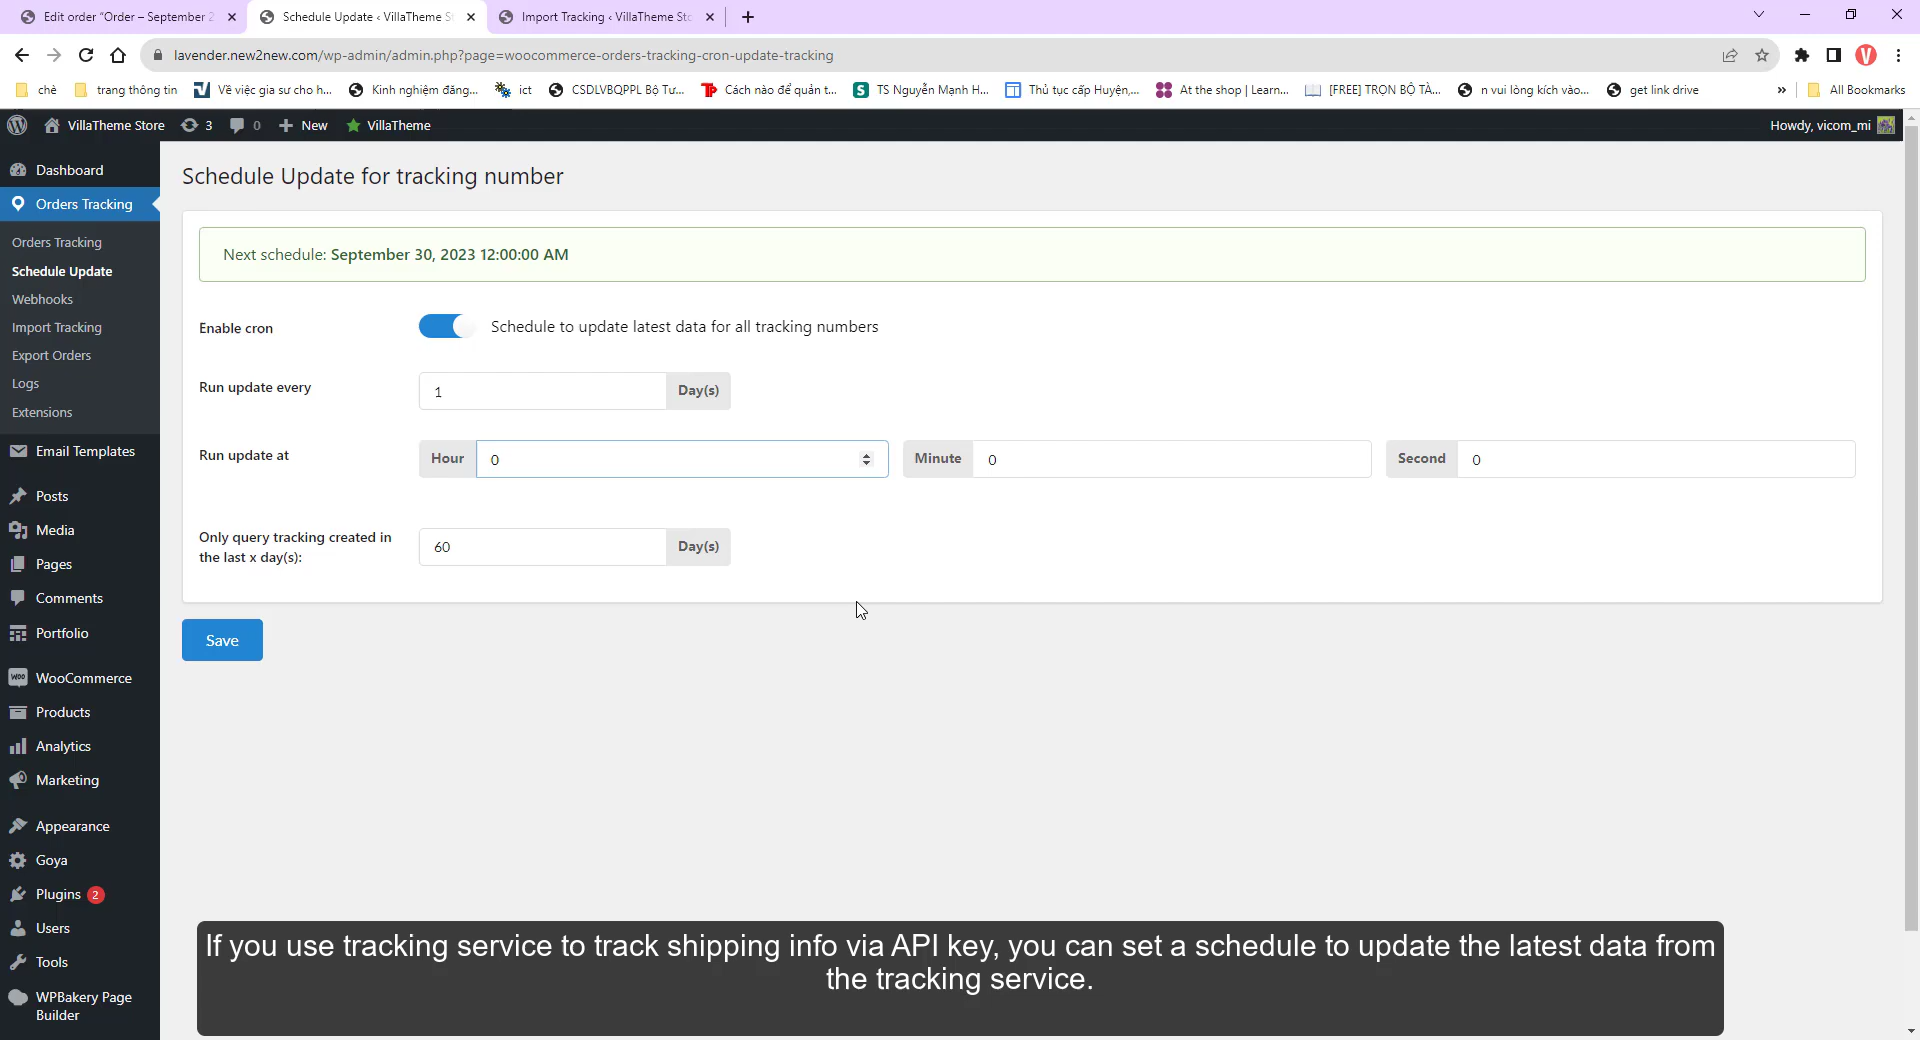 Edit order “Order – September 2
Schedule Update ‹ VillaTheme S
Import Tracking ‹ VillaTheme Sto
lavender.new2new.com/wp-admin/admin.php?page=woocommerce-orders-tracking-cron-update-tracking
V
chè
trang thông tin
Về việc gia sư cho h...
Kinh nghiệm đăng...
ict
CSDLVBQPPL Bộ Tư...
Cách nào để quản t...
S
TS Nguyễn Mạnh H...
Thủ tục cấp Huyện,...
At the shop | Learn...
[FREE] TRỌN BỘ TÀ...
n vui lòng kích vào...
get link drive
»
All Bookmarks
VillaTheme Store
3
0
New
VillaTheme
Howdy, vicom_mi
Dashboard
Orders Tracking
Orders Tracking
Schedule Update
Webhooks
Import Tracking
Export Orders
Logs
Extensions
Email Templates
Posts
Media
Pages
Comments
Portfolio
WooCommerce
Products
Analytics
Marketing
Appearance
Goya
Plugins 2
Users
Tools
WPBakery Page
Builder
Schedule Update for tracking number
Next schedule: September 30, 2023 12:00:00 AM
Enable cron
Schedule to update latest data for all tracking numbers
Run update every
1
Day(s)
Run update at
Hour
0
Minute
0
Second
0
Only query tracking created in
the last x day(s):
60
Day(s)
Save
If you use tracking service to track shipping info via API key, you can set a schedule to update the latest data from
the tracking service.